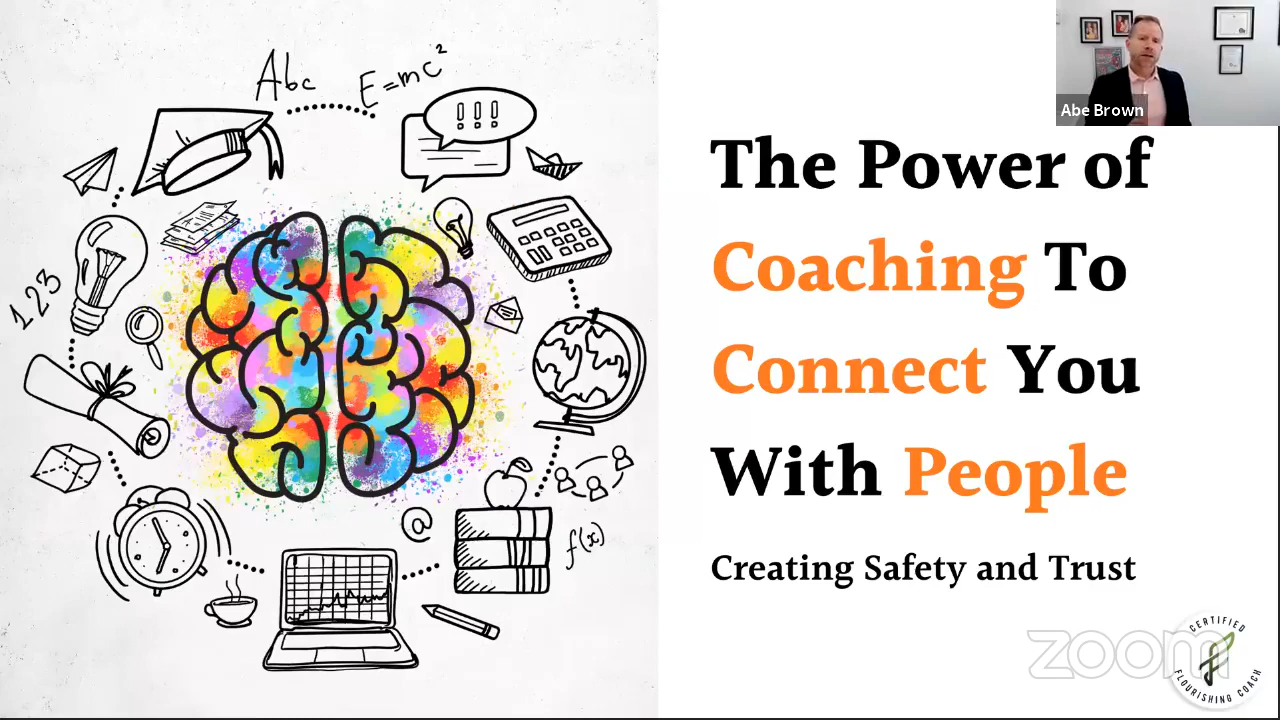 Abc
E=mc²
!!!
123
@
f(x)
Abe Brown
The Power of
Coaching To
Connect You
With People
Creating Safety and Trust
zoom
CERTIFIED
FLOURISHING COACH